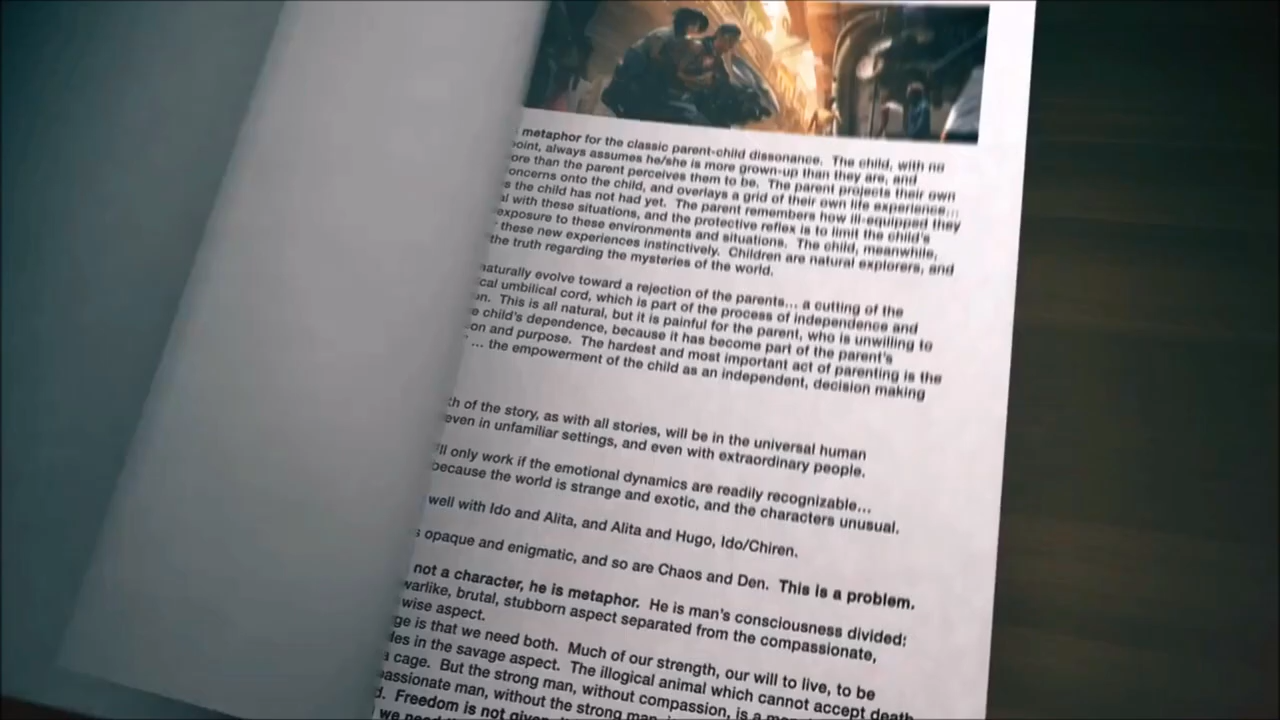 metaphor for the classic parent-child dissonance. The child, with no
point, always assumes he/she is more grown-up than they are, and
ore than the parent perceives them to be. The parent projects their own
oncerns onto the child, and overlays a grid of their own life experience...
s the child has not had yet. The parent remembers how ill-equipped they
al with these situations, and the protective reflex is to limit the child's
exposure to these environments and situations. The child, meanwhile,
these new experiences instinctively. Children are natural explorers, and
the truth regarding the mysteries of the world.
naturally evolve toward a rejection of the parents... a cutting of the
cal umbilical cord, which is part of the process of independence and
on. This is all natural, but it is painful for the parent, who is unwilling to
e child's dependence, because it has become part of the parent's
on and purpose. The hardest and most important act of parenting is the
... the empowerment of the child as an independent, decision making
th of the story, as with all stories, will be in the universal human
even in unfamiliar settings, and even with extraordinary people.
'll only work if the emotional dynamics are readily recognizable...
because the world is strange and exotic, and the characters unusual.
well with Ido and Alita, and Alita and Hugo, Ido/Chiren.
s opaque and enigmatic, and so are Chaos and Den. This is a problem.
not a character, he is metaphor. He is man's consciousness divided:
warlike, brutal, stubborn aspect separated from the compassionate,
wise aspect.
ge is that we need both. Much of our strength, our will to live, to be
des in the savage aspect. The illogical animal which cannot accept death
a cage. But the strong man, without compassion, is a
passionate man, without the strong man, is
d. Freedom is not given,
we need